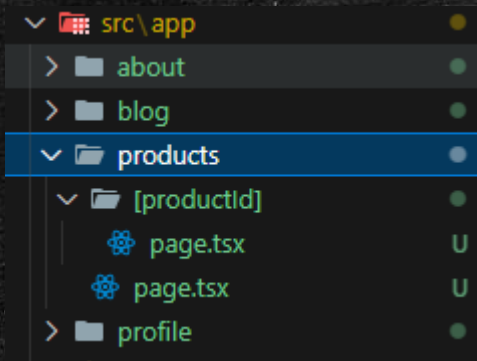 src\app
about
blog
products
[productId]
page.tsx U
page.tsx U
profile